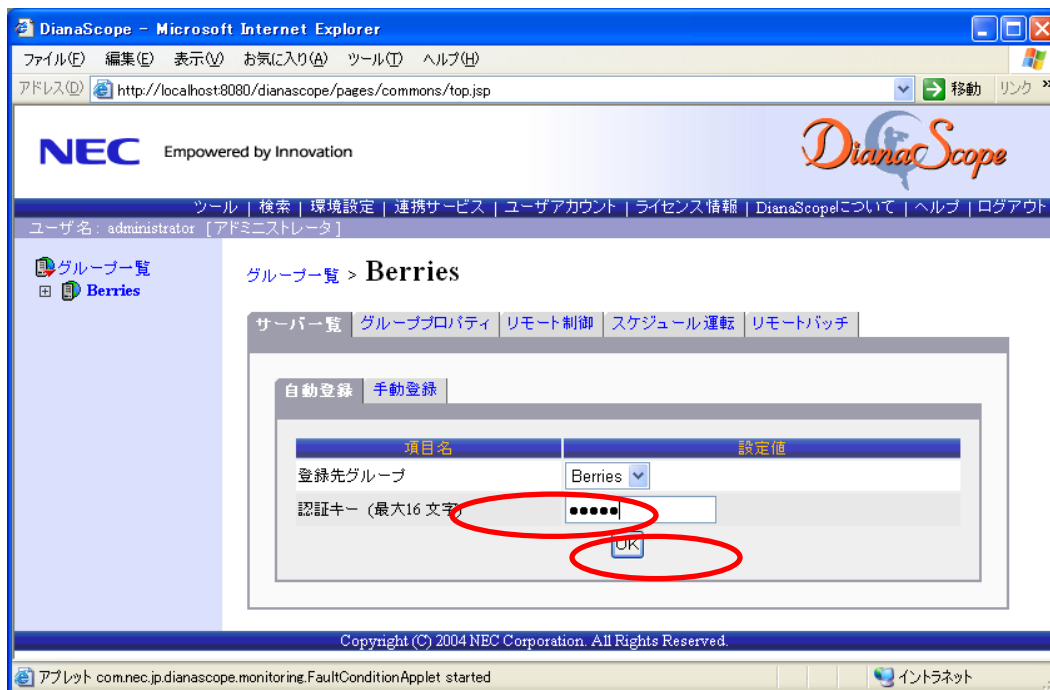 DianaScope - Microsoft Internet Explorer
ファイル(F) 編集(E) 表示(V) お気に入り(A) ツール(T) ヘルプ(H)
アドレス(D) http://localhost:8080/dianascope/pages/commons/top.jsp 移動 リンク »
NEC Empowered by Innovation DianaScope
ツール | 検索 | 環境設定 | 連携サービス | ユーザアカウント | ライセンス情報 | DianaScopeについて | ヘルプ | ログアウト
ユーザ名: administrator [アドミニストレータ]
グループ一覧
Berries
グループ一覧 > Berries
サーバ一覧 グループプロパティ リモート制御 スケジュール運転 リモートバッチ
自動登録 手動登録
項目名 設定値
登録先グループ Berries
認証キー (最大16 文字) ●●●●●
OK
Copyright (C) 2004 NEC Corporation. All Rights Reserved.
アプレット com.nec.jp.dianascope.monitoring.FaultConditionApplet started イントラネット